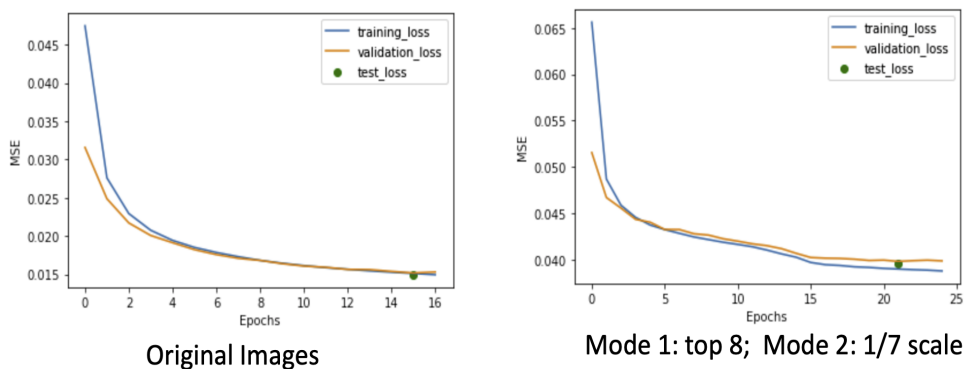 training_loss
validation_loss
test_loss
0.045
0.040
0.035
0.030
0.025
0.020
0.015
MSE
0 2 4 6 8 10 12 14 16
Epochs
Original Images
training_loss
validation_loss
test_loss
0.065
0.060
0.055
0.050
0.045
0.040
MSE
0 5 10 15 20 25
Epochs
Mode 1: top 8; Mode 2: 1/7 scale